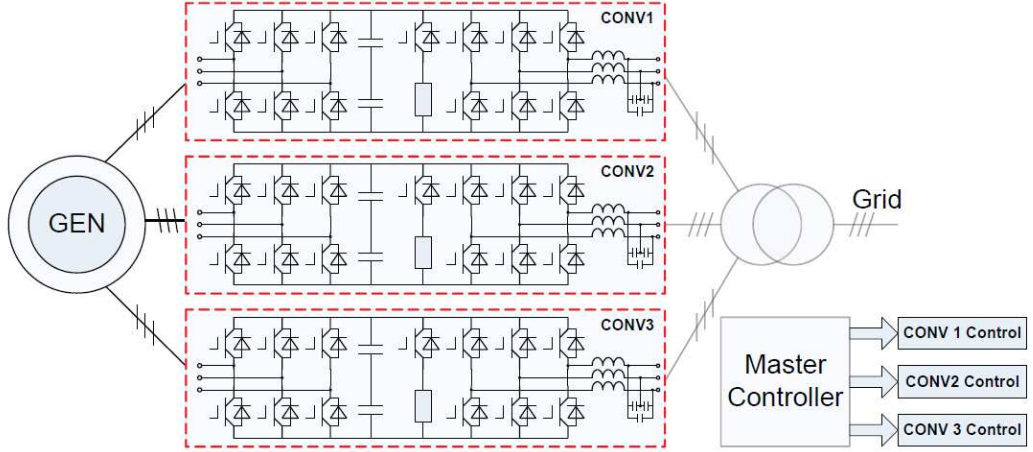 CONV1
CONV2
GEN
Grid
CONV3
Master
Controller
CONV 1 Control
CONV2 Control
CONV 3 Control